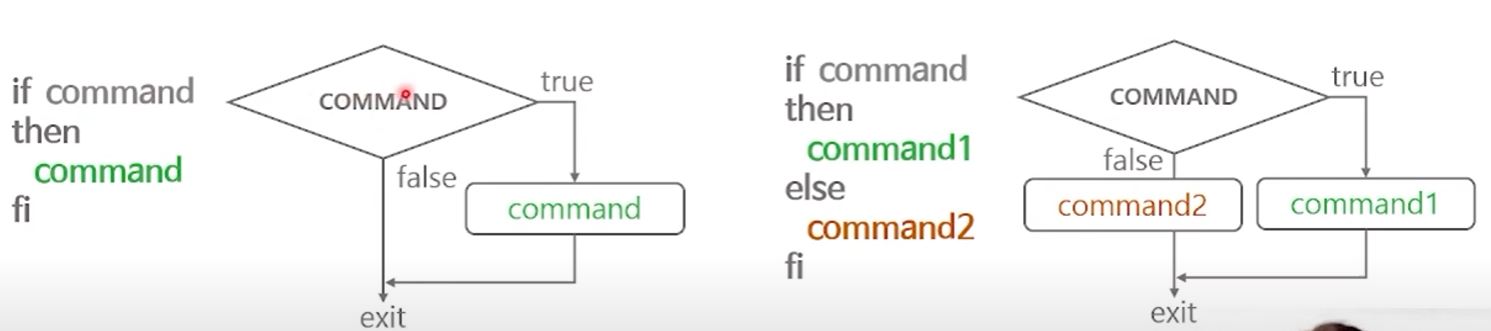 if command
then
command
fi
COMMAND
true
false
command
exit
if command
then
command1
else
command2
fi
COMMAND
true
false
command2
command1
exit